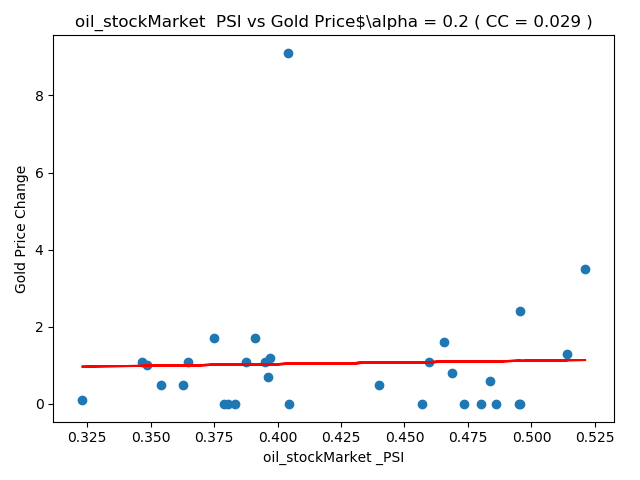 oil_stockMarket  PSI vs Gold Price$\alpha = 0.2 ( CC = 0.029 )
Gold Price Change
8
6
4
2
0
0.325 0.350 0.375 0.400 0.425 0.450 0.475 0.500 0.525
oil_stockMarket _PSI